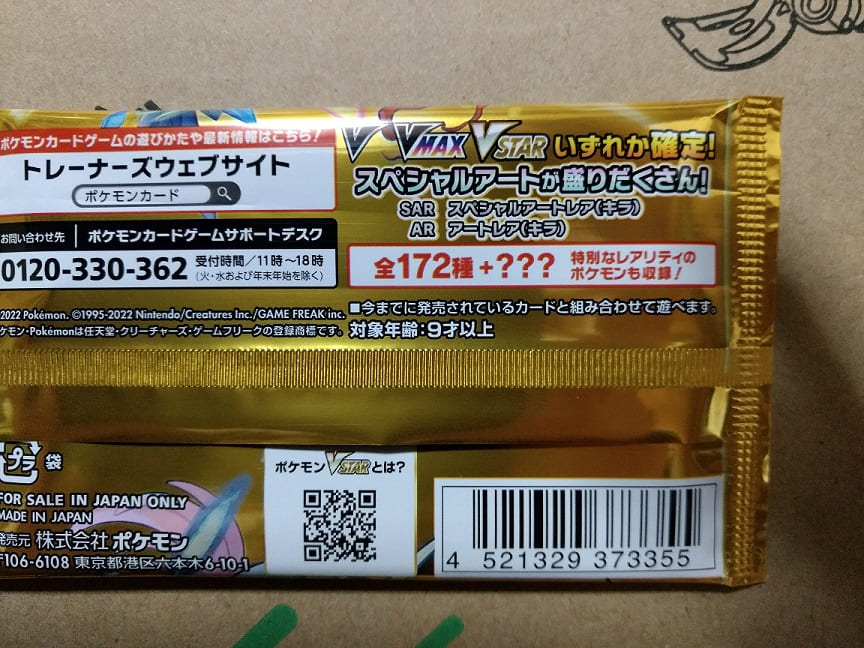 ポケモンカードゲームの遊びかたや最新情報はこちら!
トレーナーズウェブサイト
ポケモンカード
お問い合わせ先 ポケモンカードゲームサポートデスク
0120-330-362 受付時間/11時~18時
(火・水および年末年始を除く)
2022 Pokémon. ©1995-2022 Nintendo/Creatures Inc./GAME FREAK inc.
ケモン・Pokémonは任天堂・クリーチャーズ・ゲームフリークの登録商標です。
V VMAX VSTAR いずれか確定!
スペシャルアートが盛りだくさん!
SAR スペシャルアートレア(キラ)
AR アートレア(キラ)
全172種+??? 特別なレアリティの
ポケモンも収録!
■今までに発売されているカードと組み合わせて遊べます。
対象年齢:9才以上
プラ 袋
FOR SALE IN JAPAN ONLY
MADE IN JAPAN
発売元 株式会社ポケモン
〒106-6108 東京都港区六本木6-10-1
ポケモンVSTARとは?
4 521329 373355